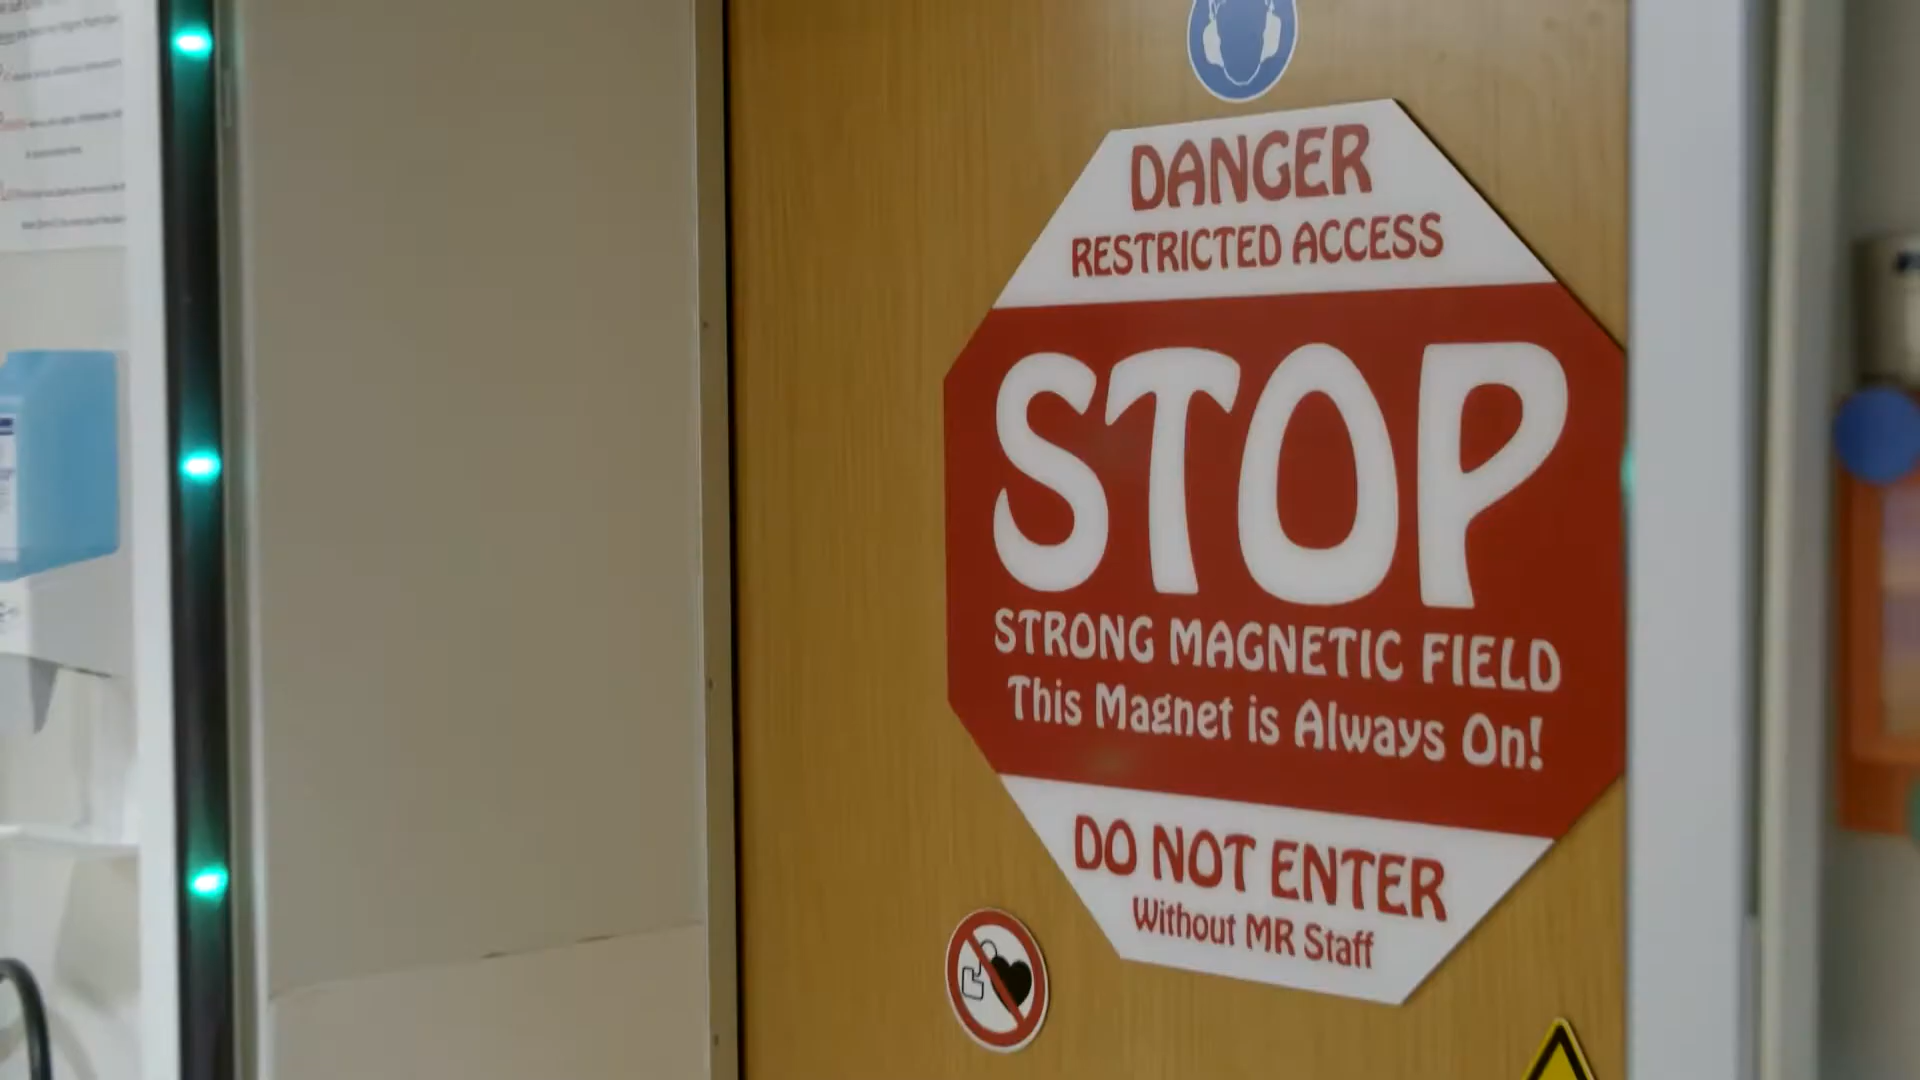 DANGER
RESTRICTED ACCESS
STOP
STRONG MAGNETIC FIELD
This Magnet is Always On!
DO NOT ENTER
Without MR Staff